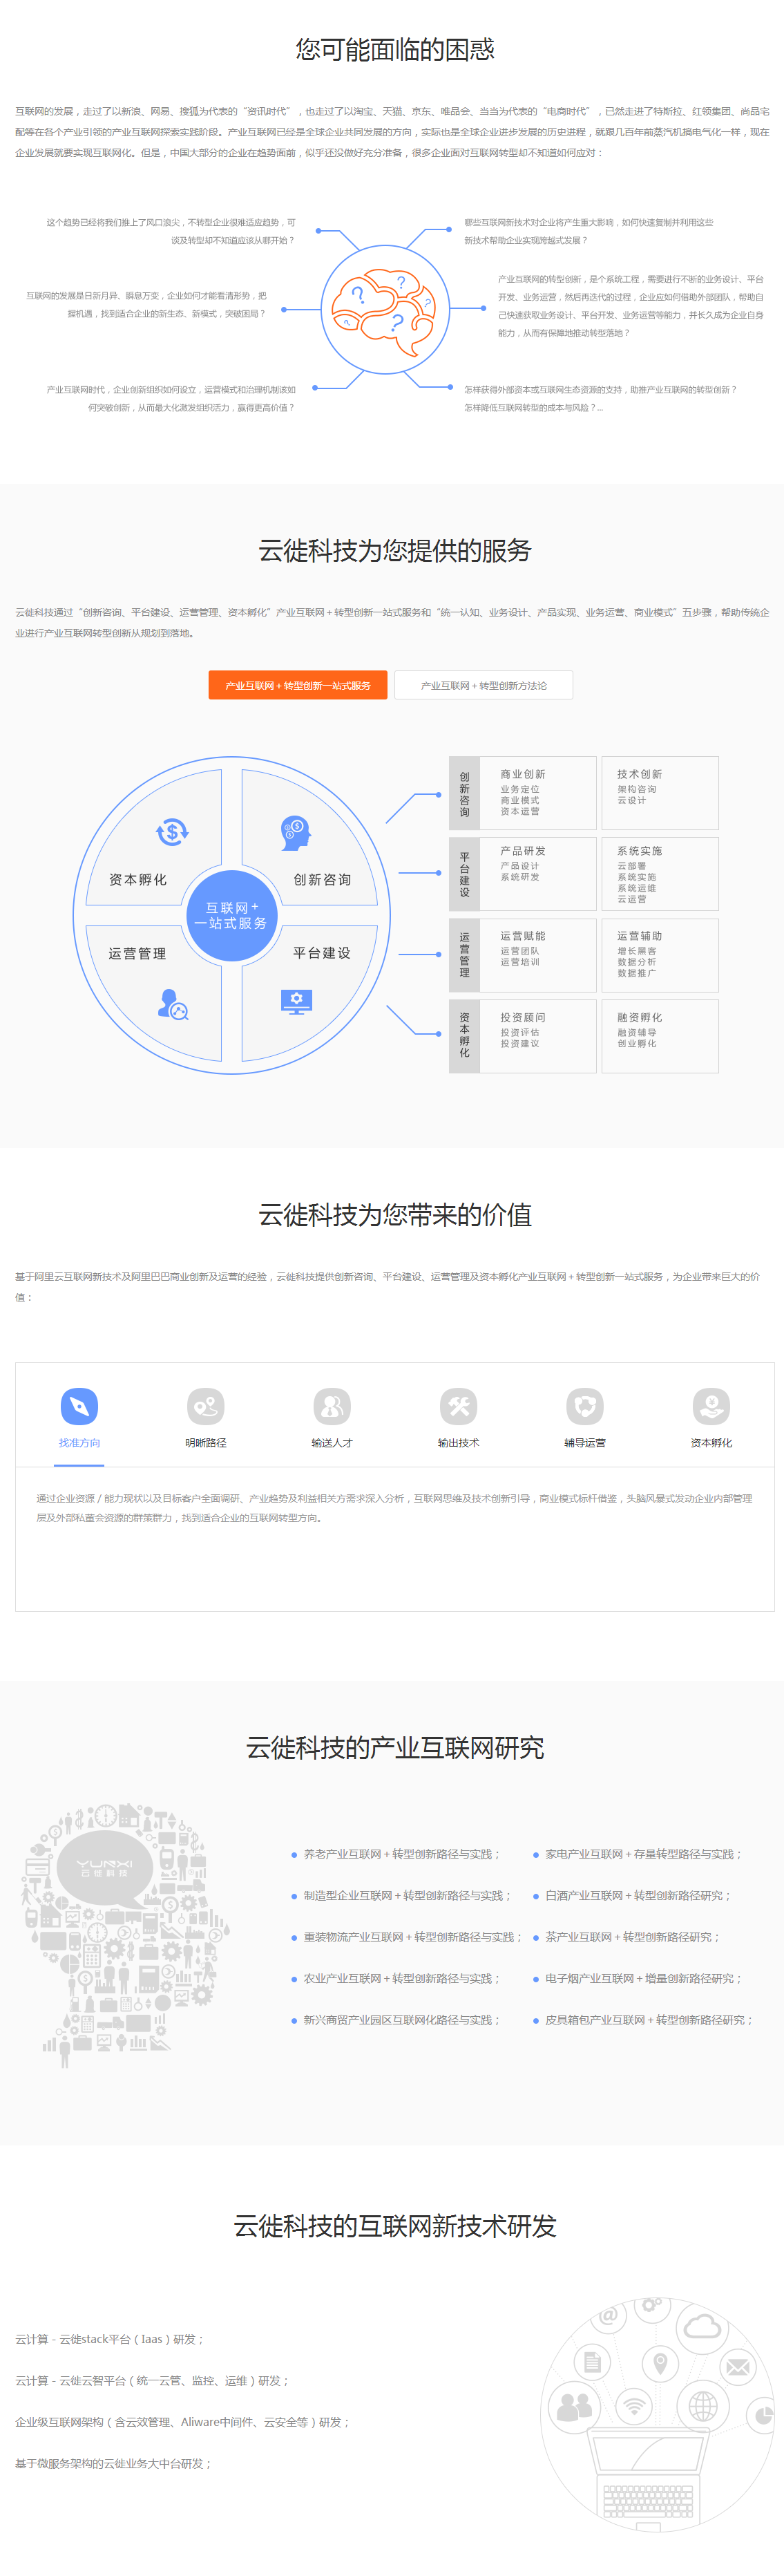 您可能面临的困惑
互联网的发展，走过了以新浪、网易、搜狐为代表的“资讯时代”，也走过了以淘宝、天猫、京东、唯品会、当当为代表的“电商时代”，已然走进了特斯拉、红领集团、尚品宅
配等在各个产业引领的产业互联网探索实践阶段。产业互联网已经是全球企业共同发展的方向，实际也是全球企业进步发展的历史进程，就跟几百年前蒸汽机搞电气化一样，现在
企业发展就要实现互联网化。但是，中国大部分的企业在趋势面前，似乎还没做好充分准备，很多企业面对互联网转型却不知道如何应对：
这个趋势已经将我们推上了风口浪尖，不转型企业很难适应趋势，可
谈及转型却不知道应该从哪开始？
哪些互联网新技术对企业将产生重大影响，如何快速复制并利用这些
新技术帮助企业实现跨越式发展？
互联网的发展是日新月异、瞬息万变，企业如何才能看清形势，把
握机遇，找到适合企业的新生态、新模式，突破困局？
产业互联网的转型创新，是个系统工程，需要进行不断的业务设计、平台
开发、业务运营，然后再迭代的过程，企业应如何借助外部团队，帮助自
己快速获取业务设计、平台开发、业务运营等能力，并长久成为企业自身
能力，从而有保障地推动转型落地？
产业互联网时代，企业创新组织如何设立，运营模式和治理机制该如
何突破创新，从而最大化激发组织活力，赢得更高价值？
怎样获得外部资本或互联网生态资源的支持，助推产业互联网的转型创新？
怎样降低互联网转型的成本与风险？...
云徙科技为您提供的服务
云徙科技通过“创新咨询、平台建设、运营管理、资本孵化”产业互联网＋转型创新一站式服务和“统一认知、业务设计、产品实现、业务运营、商业模式”五步骤，帮助传统企
业进行产业互联网转型创新从规划到落地。
产业互联网＋转型创新一站式服务
产业互联网＋转型创新方法论
资本孵化
创新咨询
互联网＋
一站式服务
运营管理
平台建设
创新咨询
商业创新
业务定位
商业模式
资本运营
技术创新
架构咨询
云设计
平台建设
产品研发
产品设计
系统研发
系统实施
云部署
系统实施
系统运维
云运营
运营管理
运营赋能
运营团队
运营培训
运营辅助
增长黑客
数据分析
数据推广
资本孵化
投资顾问
投资评估
投资建议
融资孵化
融资辅导
创业孵化
云徙科技为您带来的价值
基于阿里云互联网新技术及阿里巴巴商业创新及运营的经验，云徙科技提供创新咨询、平台建设、运营管理及资本孵化产业互联网＋转型创新一站式服务，为企业带来巨大的价
值：
找准方向
明晰路径
输送人才
输出技术
辅导运营
资本孵化
通过企业资源 / 能力现状以及目标客户全面调研、产业趋势及利益相关方需求深入分析，互联网思维及技术创新引导，商业模式标杆借鉴，头脑风暴式发动企业内部管理
层及外部私董会资源的群策群力，找到适合企业的互联网转型方向。
云徙科技的产业互联网研究
YUNXI
云徙科技
养老产业互联网＋转型创新路径与实践；
家电产业互联网＋存量转型路径与实践；
制造型企业互联网＋转型创新路径与实践；
白酒产业互联网＋转型创新路径研究；
重装物流产业互联网＋转型创新路径与实践；
茶产业互联网＋转型创新路径研究；
农业产业互联网＋转型创新路径与实践；
电子烟产业互联网＋增量创新路径研究；
新兴商贸产业园区互联网化路径与实践；
皮具箱包产业互联网＋转型创新路径研究；
云徙科技的互联网新技术研发
云计算 - 云徙stack平台（Iaas）研发；
云计算 - 云徙云智平台（统一云管、监控、运维）研发；
企业级互联网架构（含云效管理、Aliware中间件、云安全等）研发；
基于微服务架构的云徙业务大中台研发；